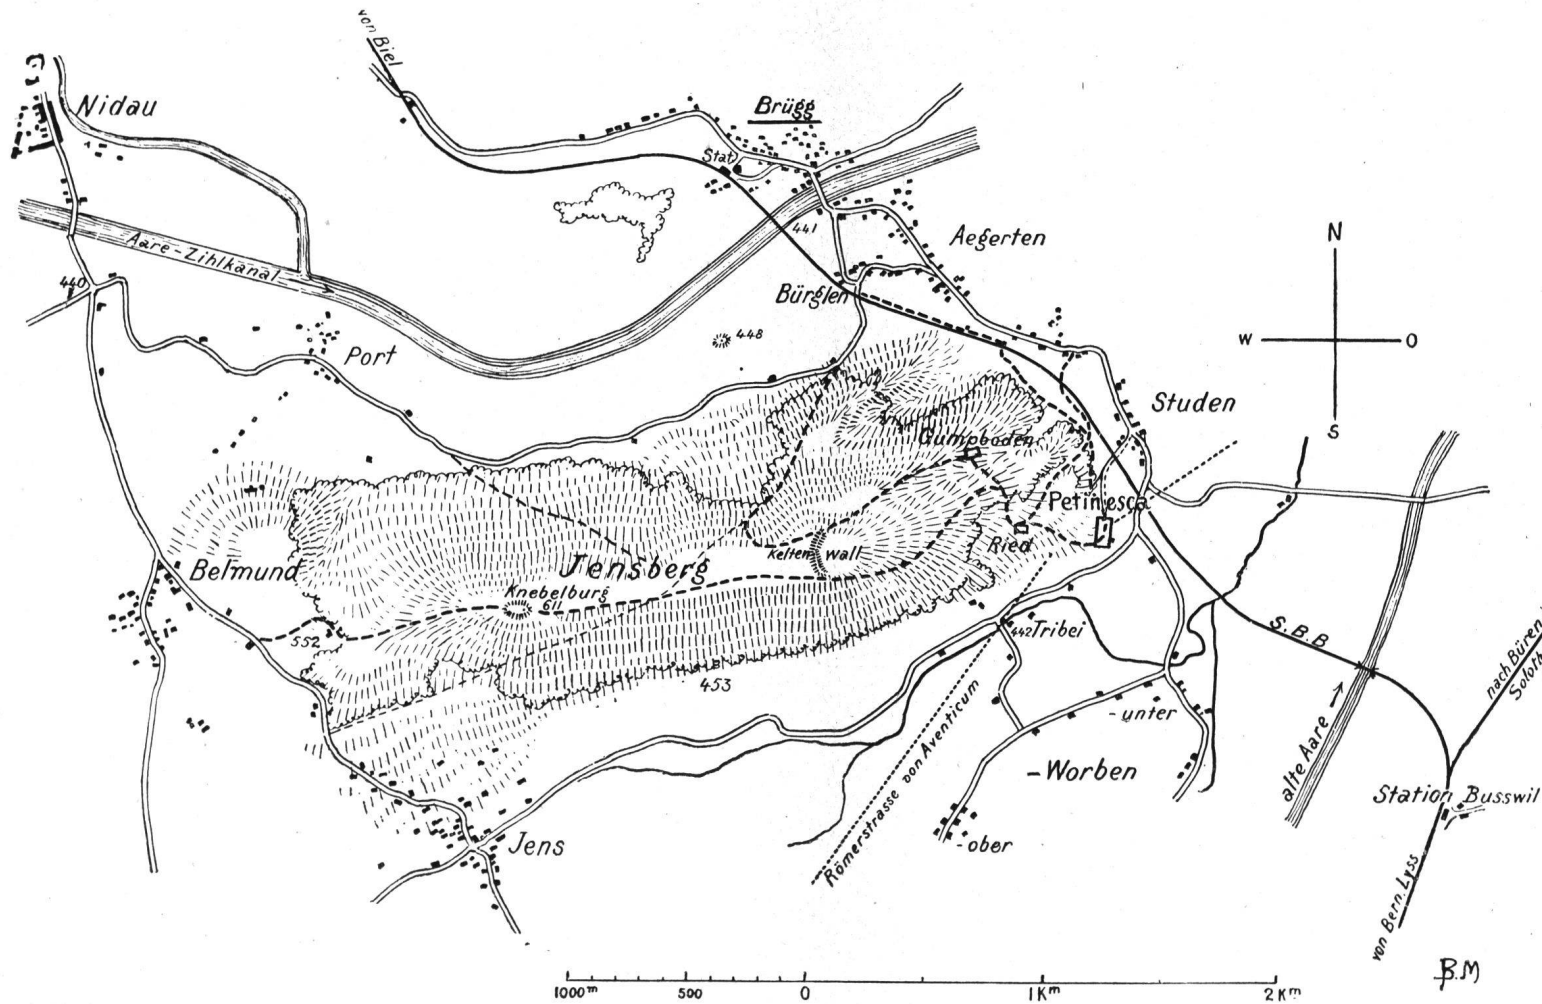 von Biel
Nidau
Brügg
Stat.
Aare-Zihlkanal
441
Aegerten
N
440
Bürglen
W
O
448
Port
S
Studen
Gumpboden
Petinesca
Kelten wall
Ried
Jensberg
Belmund
Knebelburg
611
552
442 Tribei
S.B.B
453
nach Büren
-unter
Römerstrasse von Aventicum
alte Aare
-Worben
Station Busswil
Jens
-ober
von Bern. Lyss
B.M
1000m 500 0 1Km 2Km